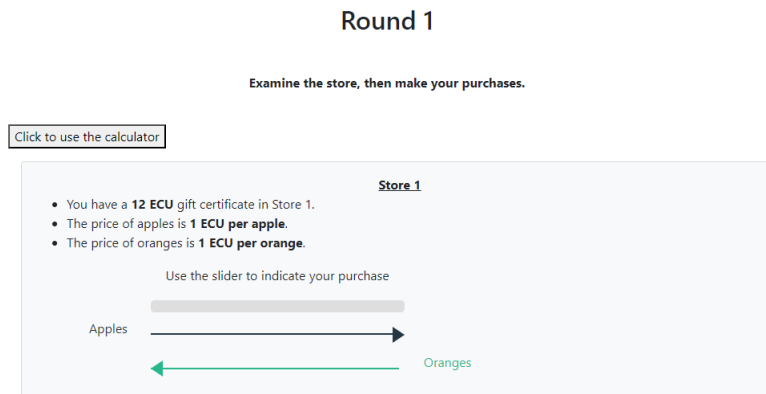 Round 1
Examine the store, then make your purchases.
Click to use the calculator
Store 1
• You have a 12 ECU gift certificate in Store 1.
• The price of apples is 1 ECU per apple.
• The price of oranges is 1 ECU per orange.
Use the slider to indicate your purchase
Apples
Oranges